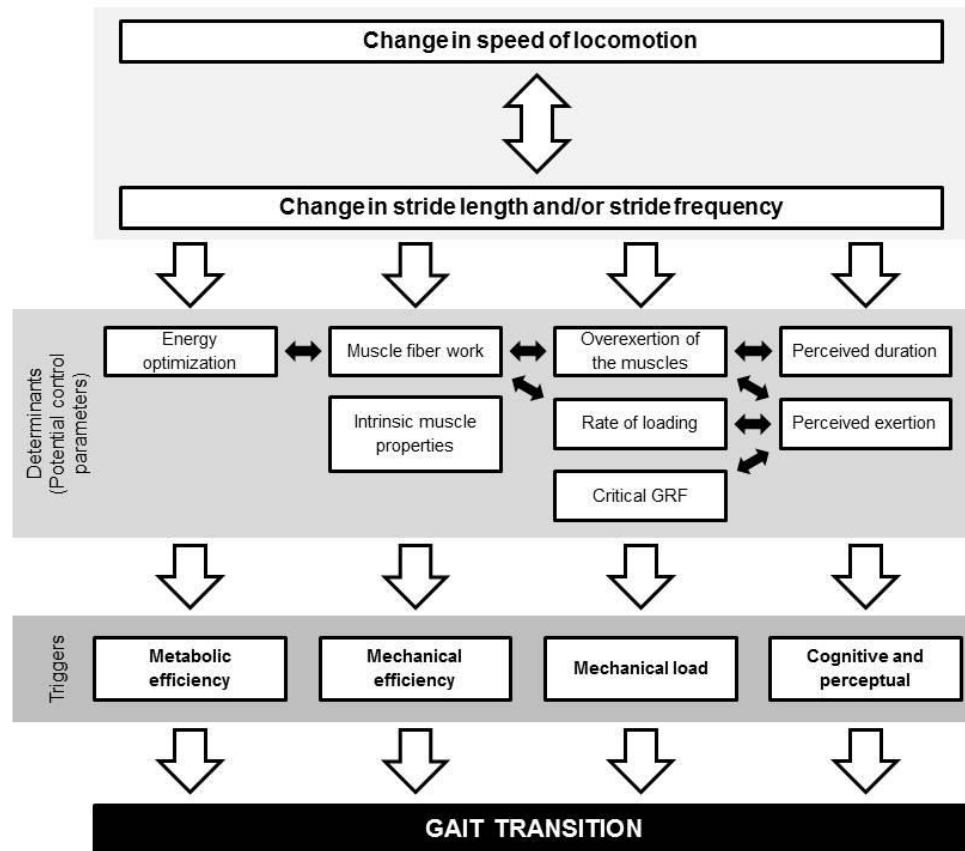 Change in speed of locomotion
Change in stride length and/or stride frequency
Determinants
(Potential control
parameters)
Energy
optimization
Muscle fiber work
Overexertion of
the muscles
Perceived duration
Intrinsic muscle
properties
Rate of loading
Perceived exertion
Critical GRF
Triggers
Metabolic
efficiency
Mechanical
efficiency
Mechanical load
Cognitive and
perceptual
GAIT TRANSITION